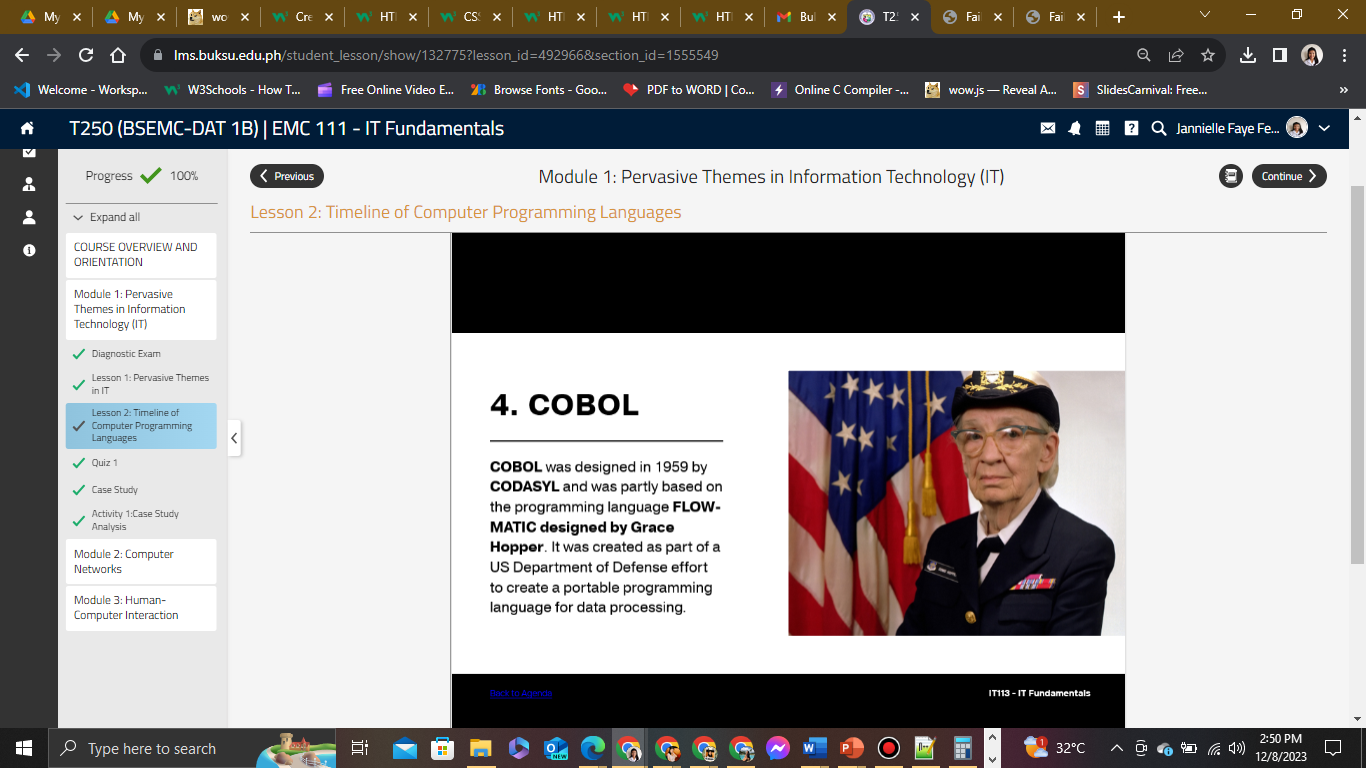 My
My
wo
Cre
HTI
CSS
HTI
HTI
HTI
Bul
T25
Fai
Fai
lms.buksu.edu.ph/student_lesson/show/132775?lesson_id=492966&section_id=1555549
Welcome - Worksp...
W3Schools - How T...
Free Online Video E...
Browse Fonts - Goo...
PDF to WORD | Co...
Online C Compiler -...
wow.js — Reveal A...
SlidesCarnival: Free...
»
T250 (BSEMC-DAT 1B) | EMC 111 - IT Fundamentals
Jannielle Faye Fe...
Progress 100%
Previous
Module 1: Pervasive Themes in Information Technology (IT)
Continue
Lesson 2: Timeline of Computer Programming Languages
Expand all
COURSE OVERVIEW AND
ORIENTATION
Module 1: Pervasive
Themes in Information
Technology (IT)
Diagnostic Exam
Lesson 1: Pervasive Themes
in IT
Lesson 2: Timeline of
Computer Programming
Languages
Quiz 1
Case Study
Activity 1:Case Study
Analysis
Module 2: Computer
Networks
Module 3: Human-
Computer Interaction
4. COBOL
COBOL was designed in 1959 by
CODASYL and was partly based on
the programming language FLOW-
MATIC designed by Grace
Hopper. It was created as part of a
US Department of Defense effort
to create a portable programming
language for data processing.
Back to Agenda
IT113 - IT Fundamentals
Type here to search
NEW
1
32°C
2:50 PM
12/8/2023